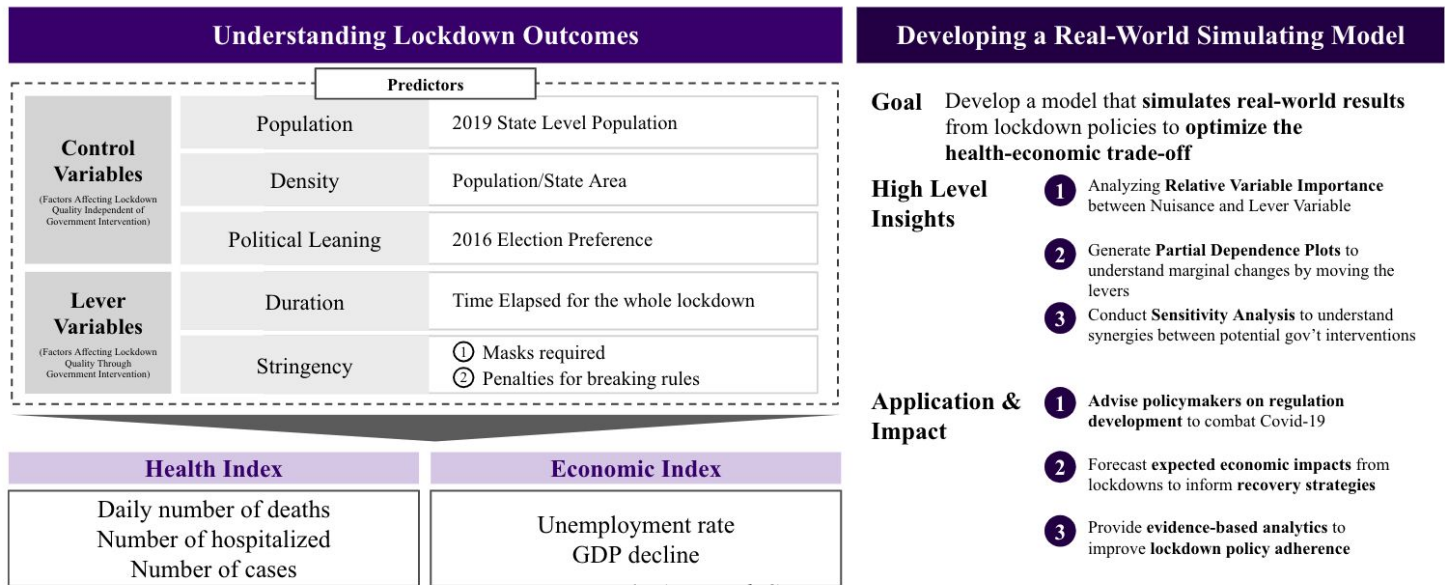 Understanding Lockdown Outcomes
Predictors
Control
Variables
(Factors Affecting Lockdown
Quality Independent of
Government Intervention)
Population
2019 State Level Population
Density
Population/State Area
Political Leaning
2016 Election Preference
Lever
Variables
(Factors Affecting Lockdown
Quality Through
Government Intervention)
Duration
Time Elapsed for the whole lockdown
Stringency
1 Masks required
2 Penalties for breaking rules
Health Index
Daily number of deaths
Number of hospitalized
Number of cases
Economic Index
Unemployment rate
GDP decline
Developing a Real-World Simulating Model
Goal
Develop a model that simulates real-world results
from lockdown policies to optimize the
health-economic trade-off
High Level
Insights
1 Analyzing Relative Variable Importance
between Nuisance and Lever Variable
2 Generate Partial Dependence Plots to
understand marginal changes by moving the
levers
3 Conduct Sensitivity Analysis to understand
synergies between potential gov't interventions
Application &
Impact
1 Advise policymakers on regulation
development to combat Covid-19
2 Forecast expected economic impacts from
lockdowns to inform recovery strategies
3 Provide evidence-based analytics to
improve lockdown policy adherence